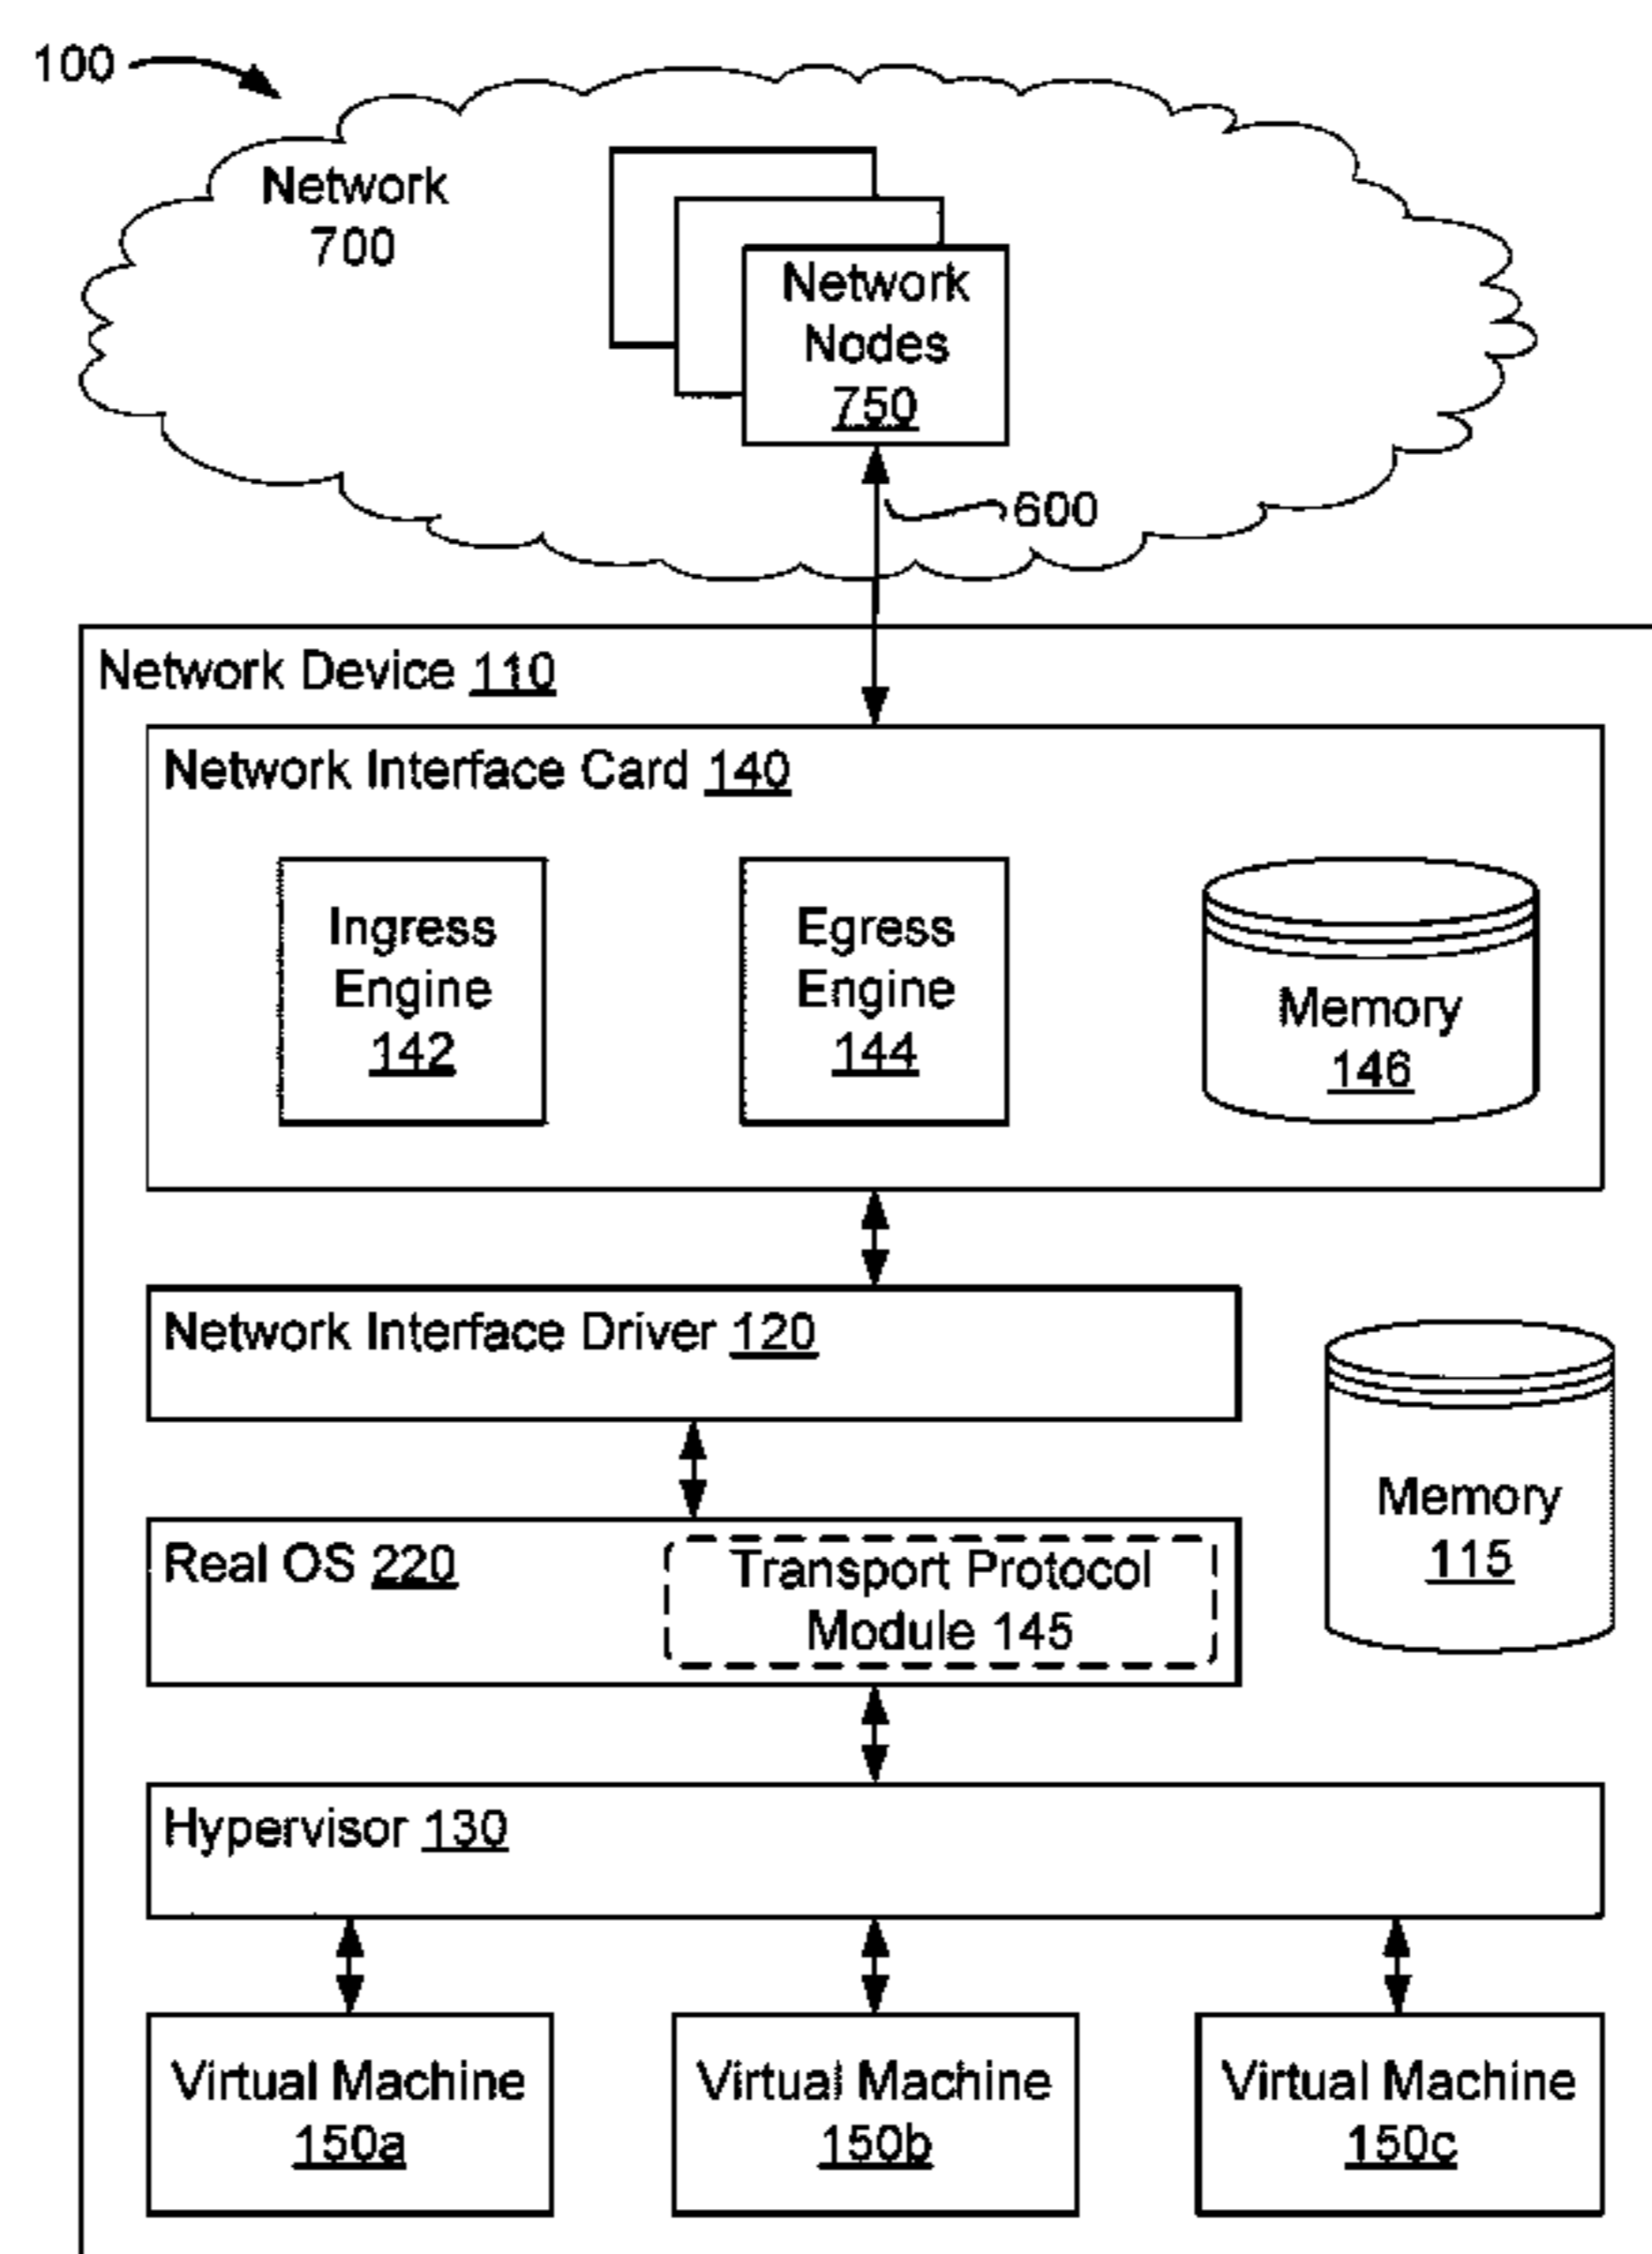 100
Network
700
Network
Nodes
750
600
Network Device 110
Network Interface Card 140
Ingress
Engine
142
Egress
Engine
144
Memory
146
Network Interface Driver 120
Memory
115
Real OS 220
Transport Protocol
Module 145
Hypervisor 130
Virtual Machine
150a
Virtual Machine
150b
Virtual Machine
150c